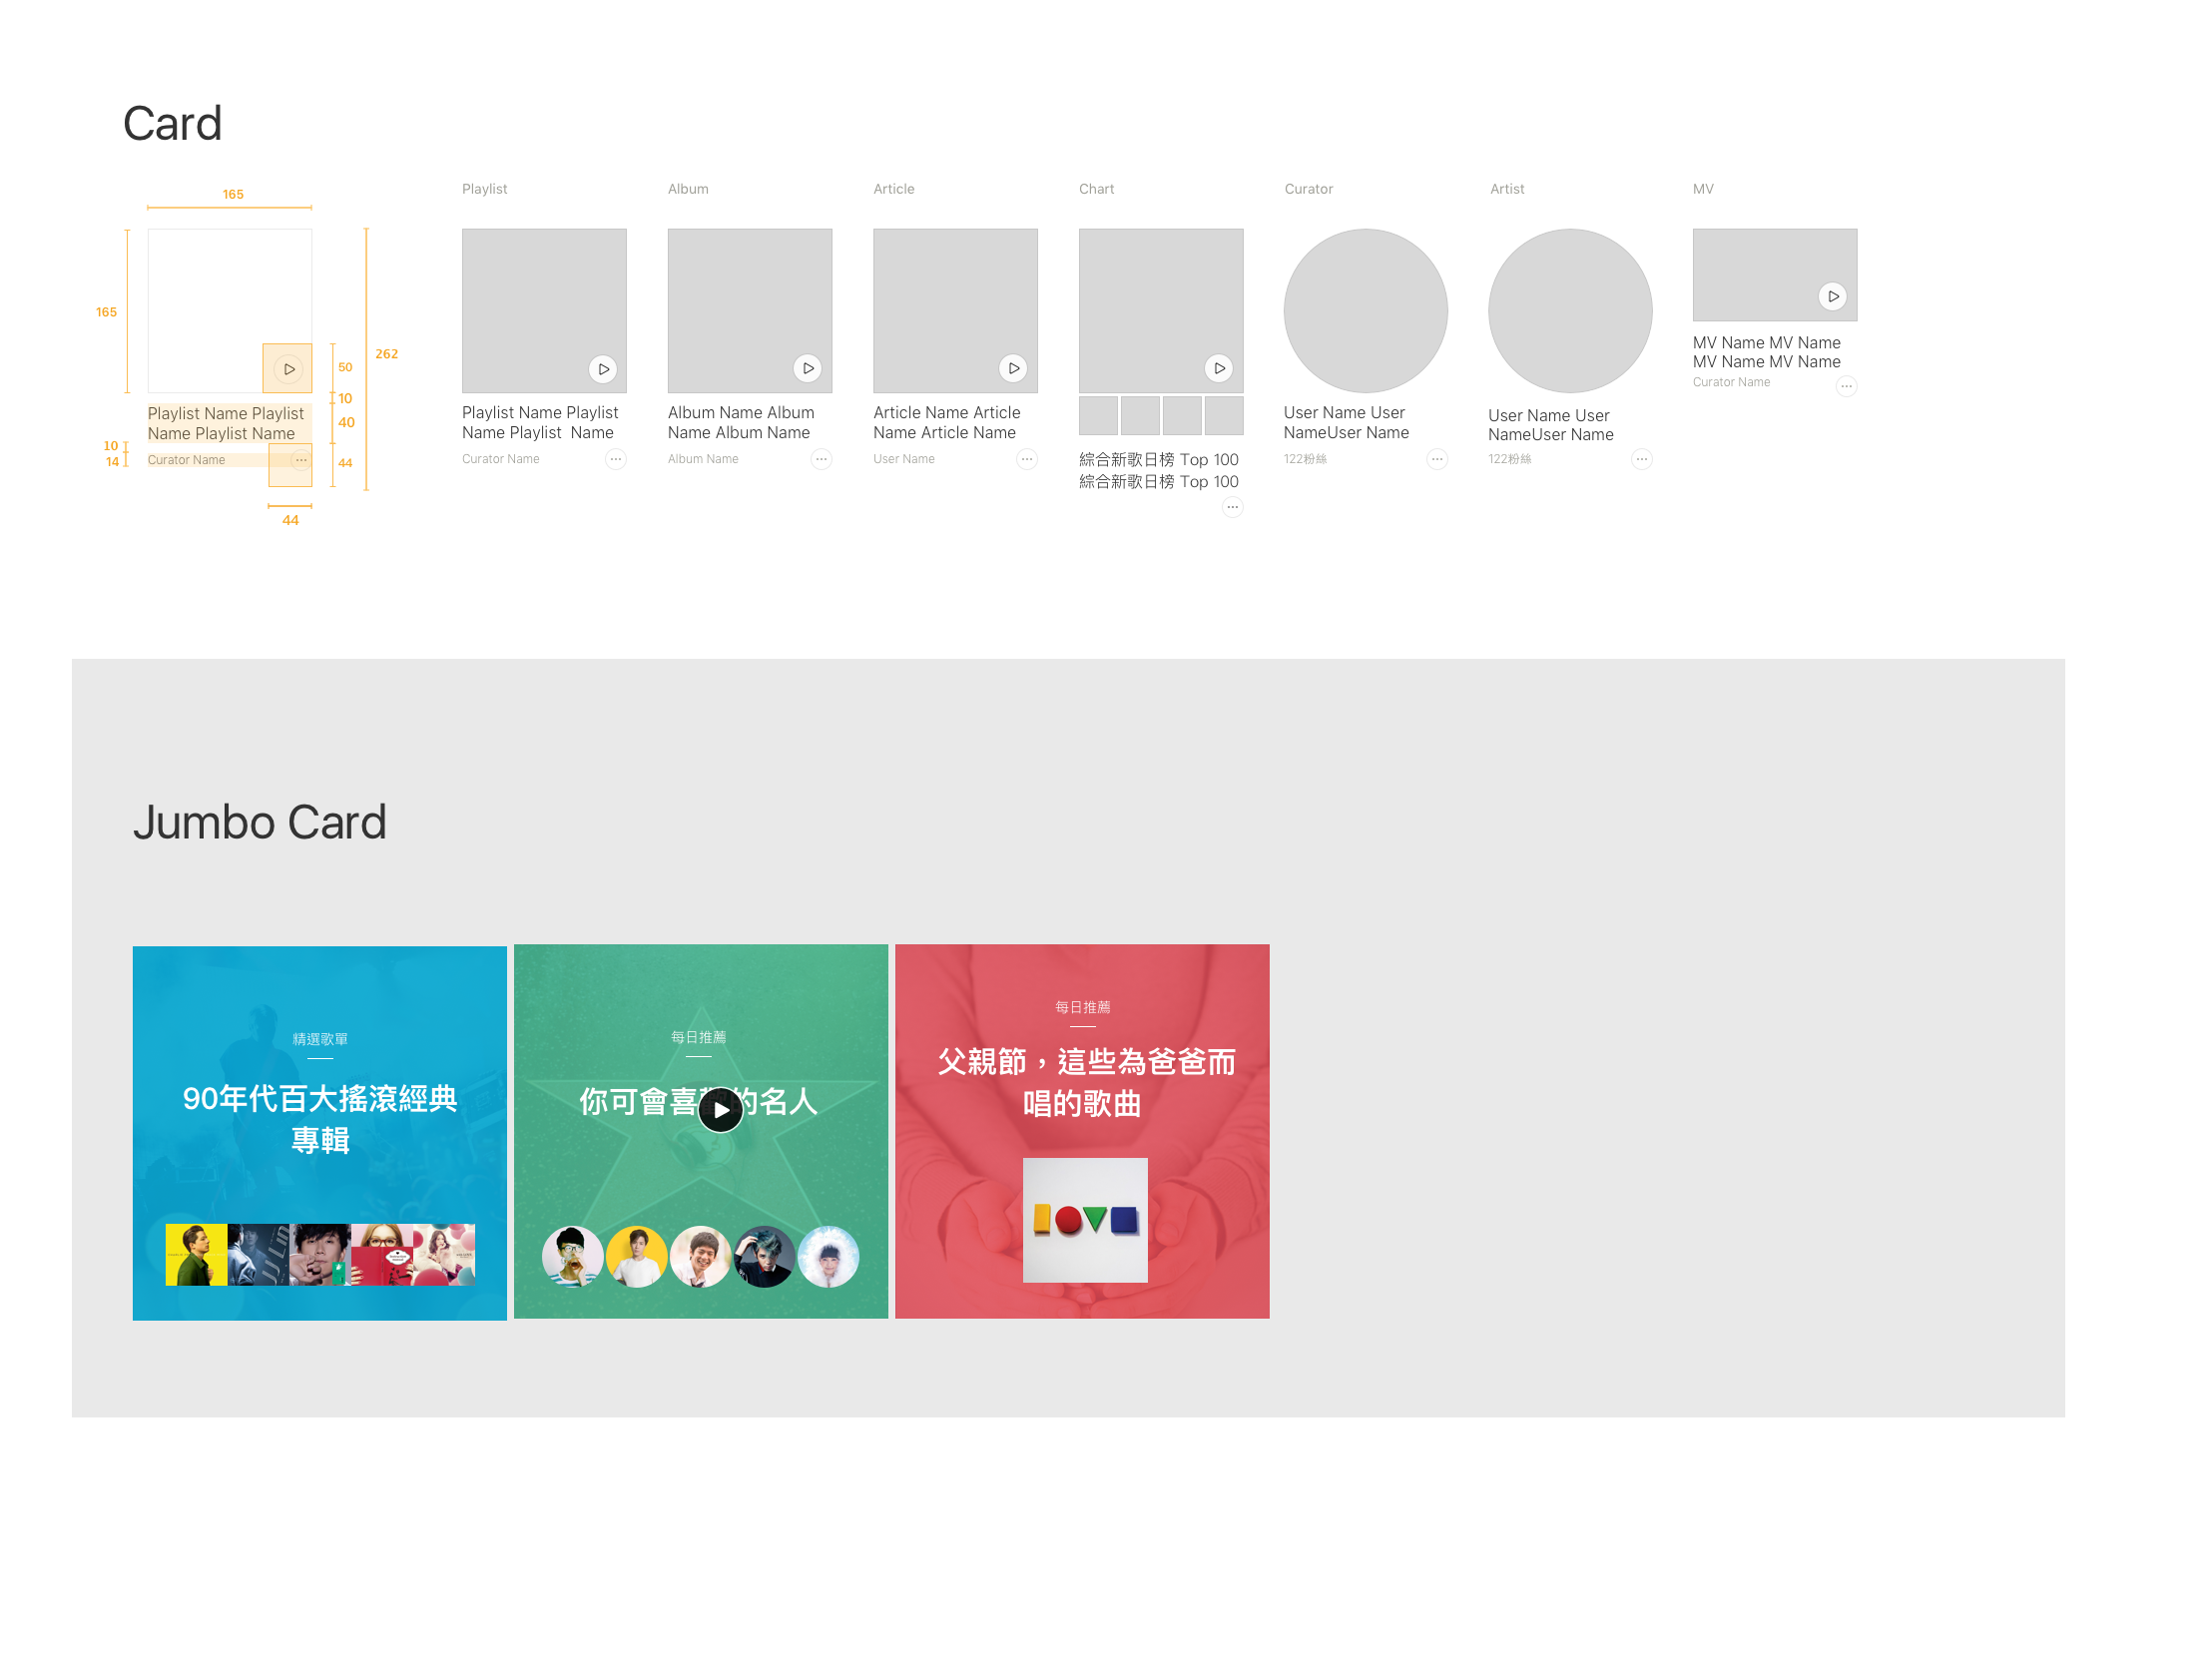 Card
Playlist
Album
Article
Chart
Curator
Artist
MV
165
165
50
10
40
44
262
10
14
44
Playlist Name Playlist
Name Playlist Name
Curator Name
Playlist Name Playlist
Name Playlist  Name
Curator Name
Album Name Album
Name Album Name
Album Name
Article Name Article
Name Article Name
User Name
綜合新歌日榜 Top 100
綜合新歌日榜 Top 100
User Name User
NameUser Name
122粉絲
User Name User
NameUser Name
122粉絲
MV Name MV Name
MV Name MV Name
Curator Name
Jumbo Card
精選歌單
90年代百大搖滾經典
專輯
JJ LIN
每日推薦
你可會喜歡的名人
每日推薦
父親節，這些為爸爸而
唱的歌曲